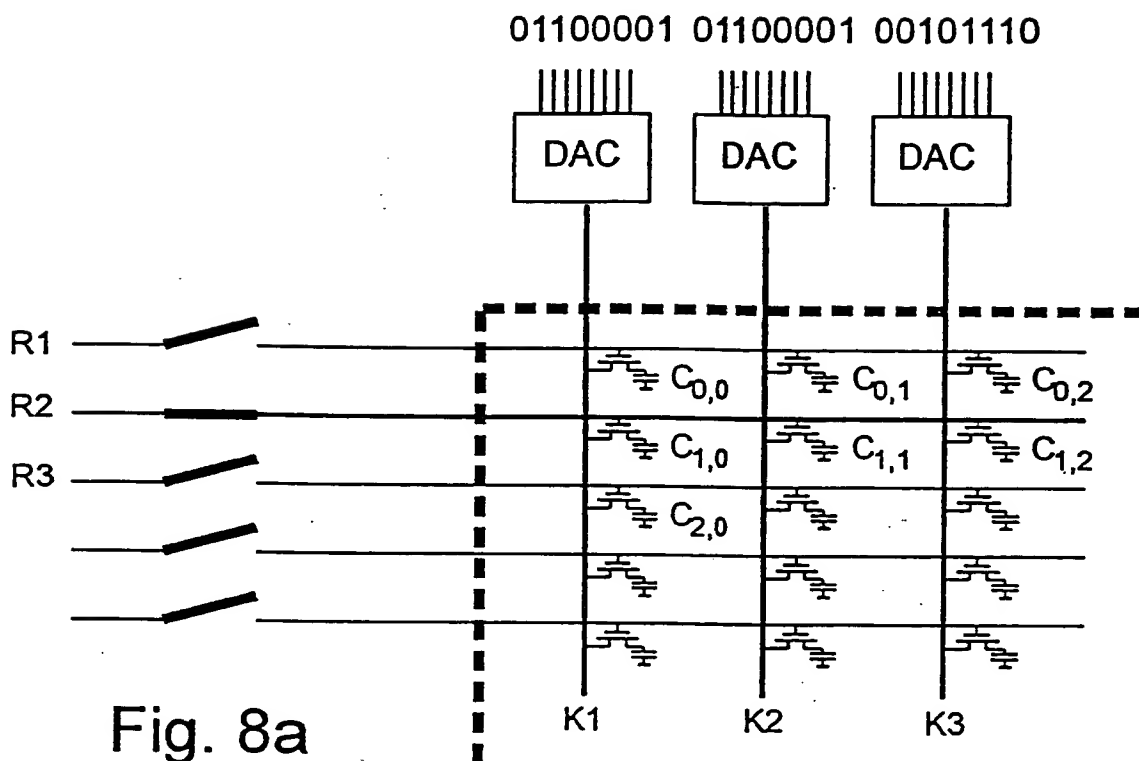 01100001 01100001 00101110
DAC DAC DAC
R1
C0,0 C0,1 C0,2
R2
C1,0 C1,1 C1,2
R3
C2,0
K1 K2 K3
Fig. 8a